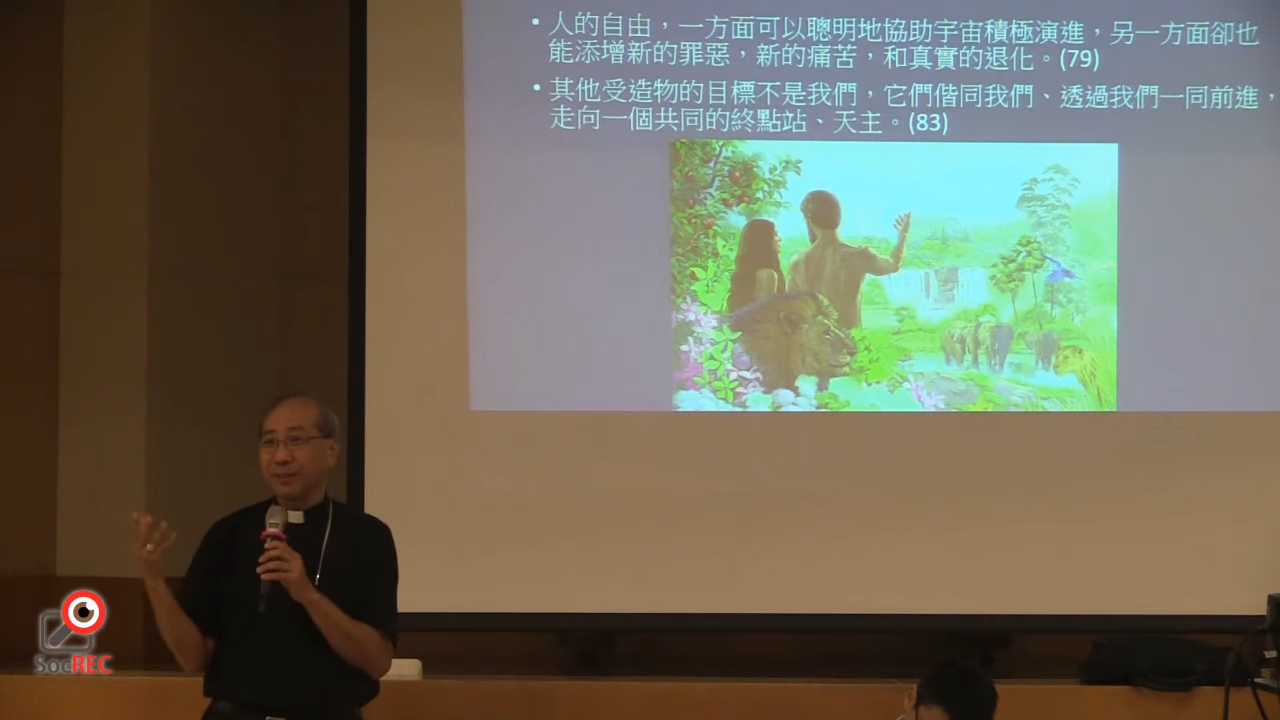 • 人的自由，一方面可以聰明地協助宇宙積極演進，另一方面卻也
能添增新的罪惡，新的痛苦，和真實的退化。(79)
• 其他受造物的目標不是我們，它們偕同我們、透過我們一同前進，
走向一個共同的終點站、天主。(83)
SocREC